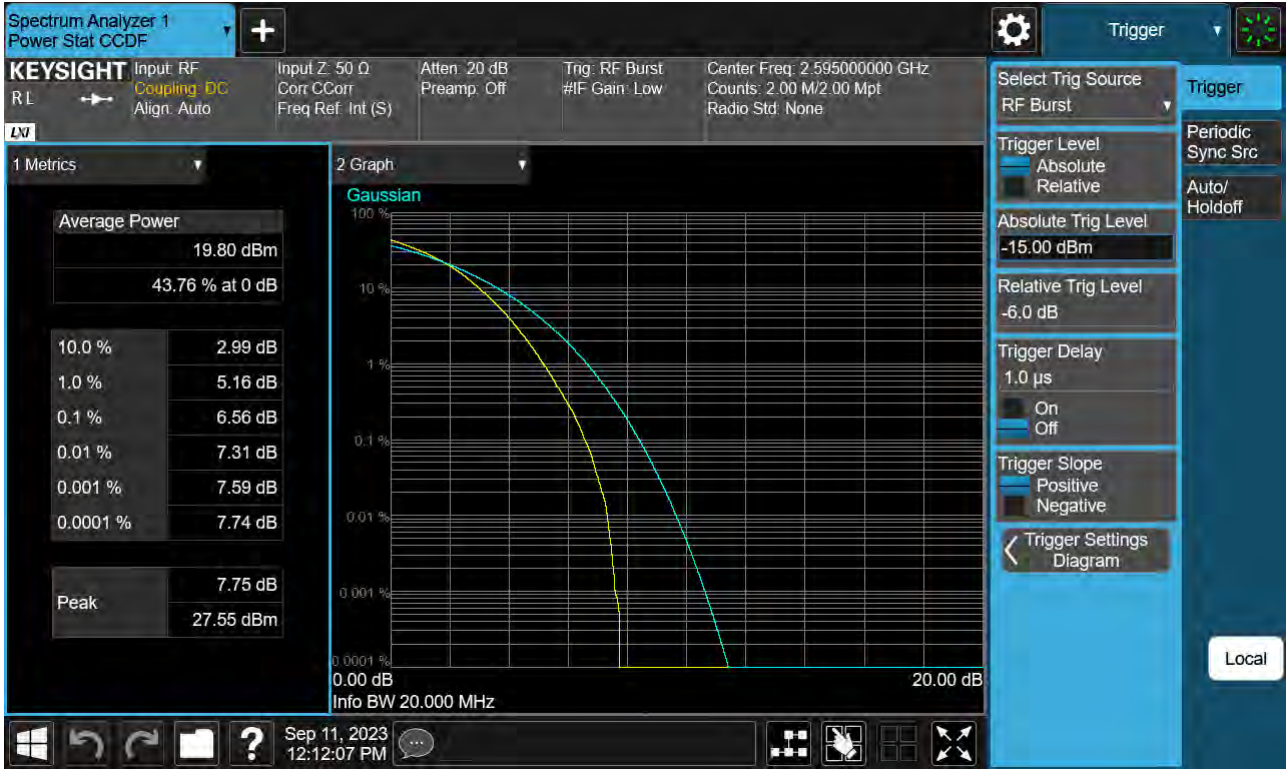 Spectrum Analyzer 1
Power Stat CCDF
+
Trigger
KEYSIGHT
R L
LXI
Input: RF
Coupling: DC
Align: Auto
Input Z: 50 Ω
Corr CCorr
Freq Ref: Int (S)
Atten: 20 dB
Preamp: Off
Trig: RF Burst
#IF Gain: Low
Center Freq: 2.595000000 GHz
Counts: 2.00 M/2.00 Mpt
Radio Std: None
1 Metrics
Average Power
19.80 dBm
43.76 % at 0 dB
10.0 % 2.99 dB
1.0 % 5.16 dB
0.1 % 6.56 dB
0.01 % 7.31 dB
0.001 % 7.59 dB
0.0001 % 7.74 dB
Peak
7.75 dB
27.55 dBm
2 Graph
Gaussian
100 %
10 %
1 %
0.1 %
0.01 %
0.001 %
0.0001 %
0.00 dB 20.00 dB
Info BW 20.000 MHz
Select Trig Source
RF Burst
Trigger Level
Absolute
Relative
Absolute Trig Level
-15.00 dBm
Relative Trig Level
-6.0 dB
Trigger Delay
1.0 µs
On
Off
Trigger Slope
Positive
Negative
Trigger Settings
Diagram
Trigger
Periodic
Sync Src
Auto/
Holdoff
Local
?
Sep 11, 2023
12:12:07 PM